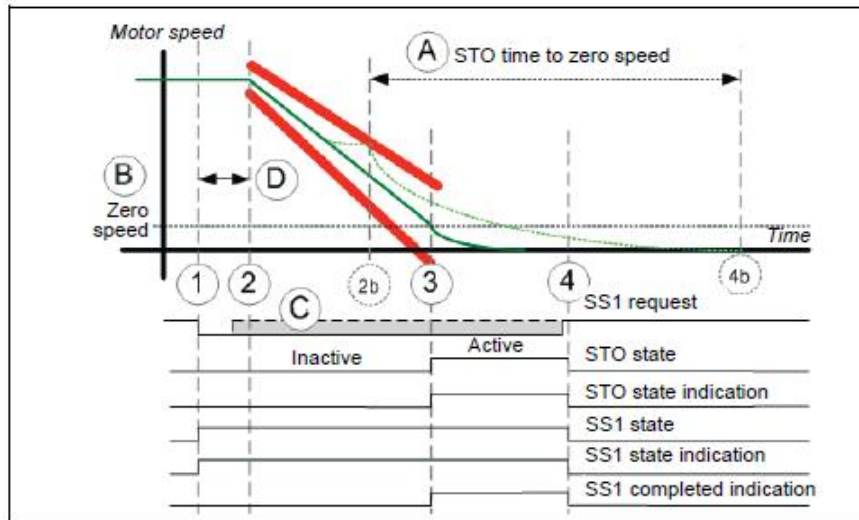 Motor speed
A STO time to zero speed
B
D
Zero
speed
Time
1 2 2b 3 4 4b
C
SS1 request
Inactive
Active
STO state
STO state indication
SS1 state
SS1 state indication
SS1 completed indication